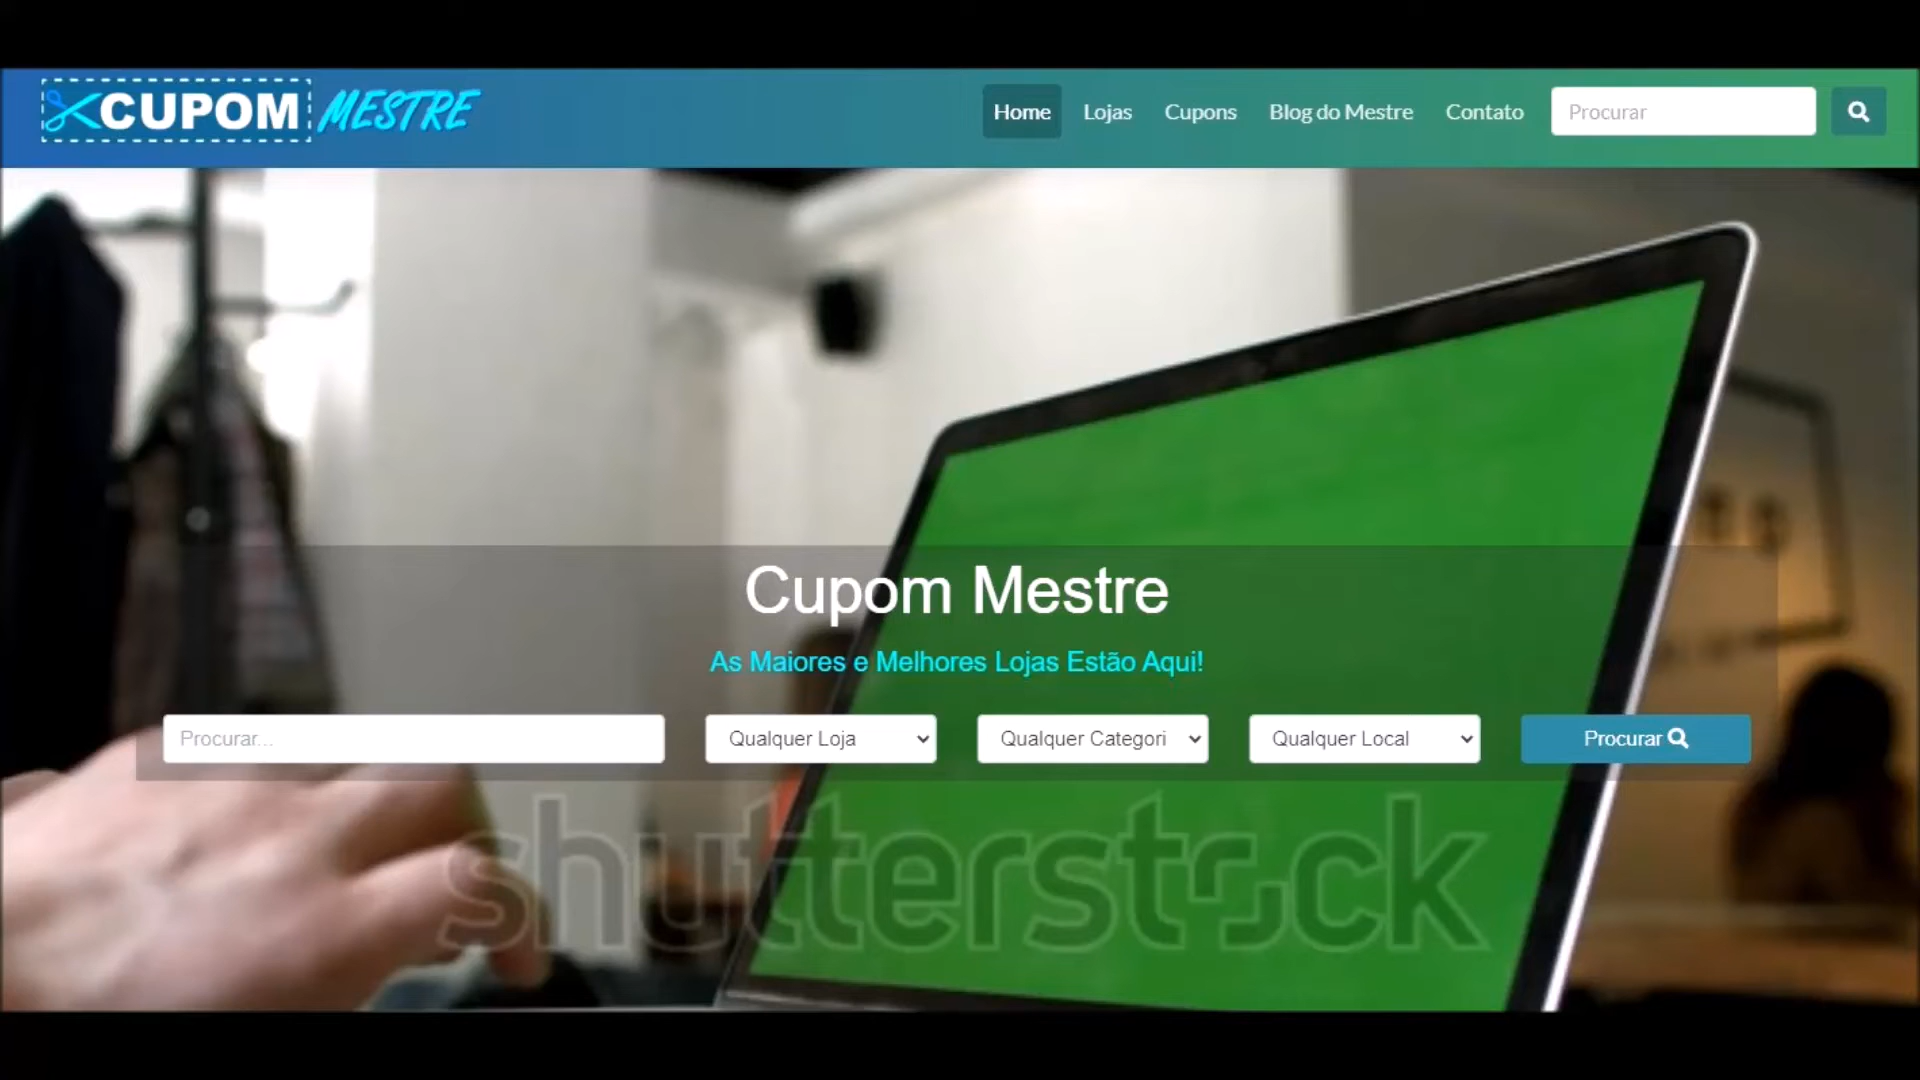 CUPOM MESTRE
Home Lojas Cupons Blog do Mestre Contato Procurar
Cupom Mestre
As Maiores e Melhores Lojas Estão Aqui!
Procurar... Qualquer Loja Qualquer Categori Qualquer Local Procurar
shutterstock